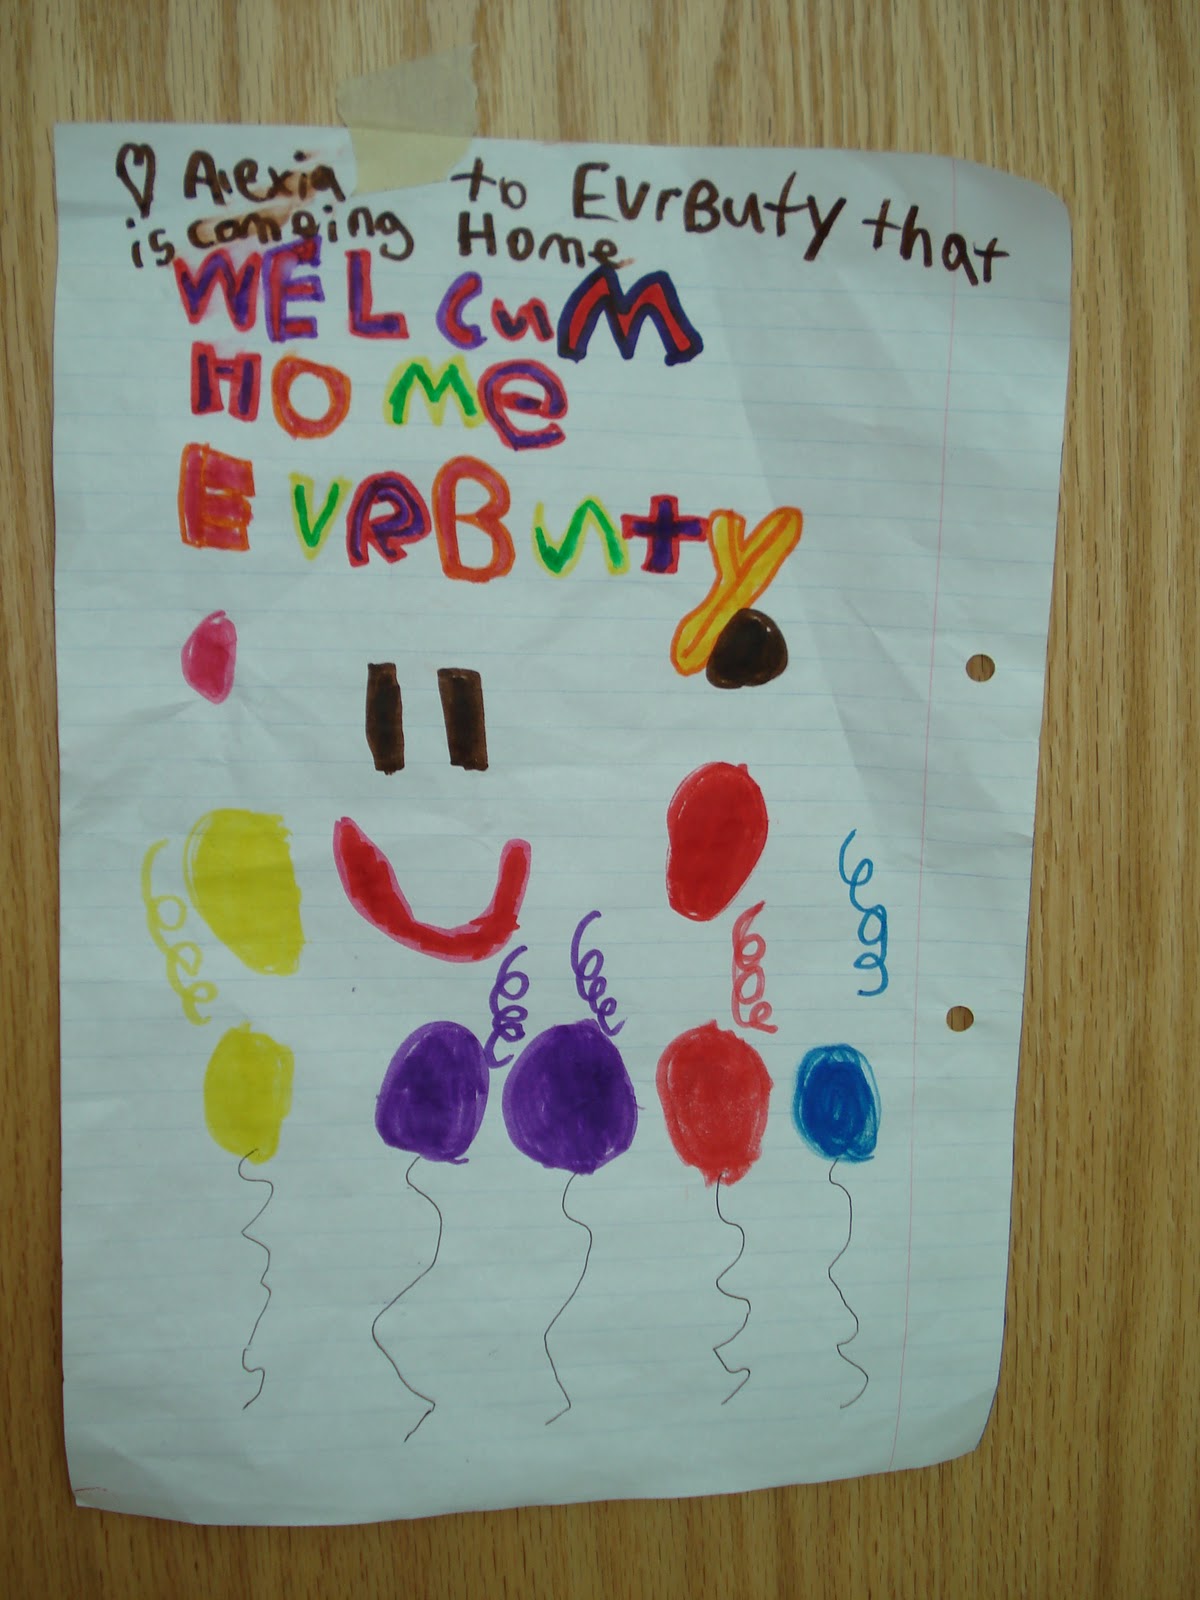 ♡ Alexia to EvrButy that
is comeing Home
WELcuM
HOMe
EvRButy